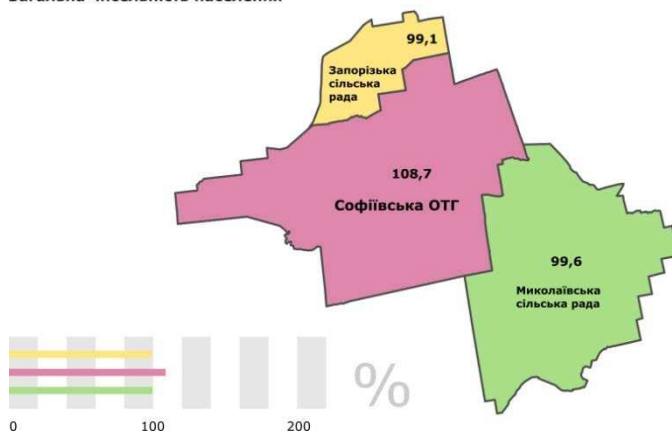 99,1
Запорізька
сільська
рада
108,7
Софіївська ОТГ
99,6
Миколаївська
сільська рада
%
0 100 200